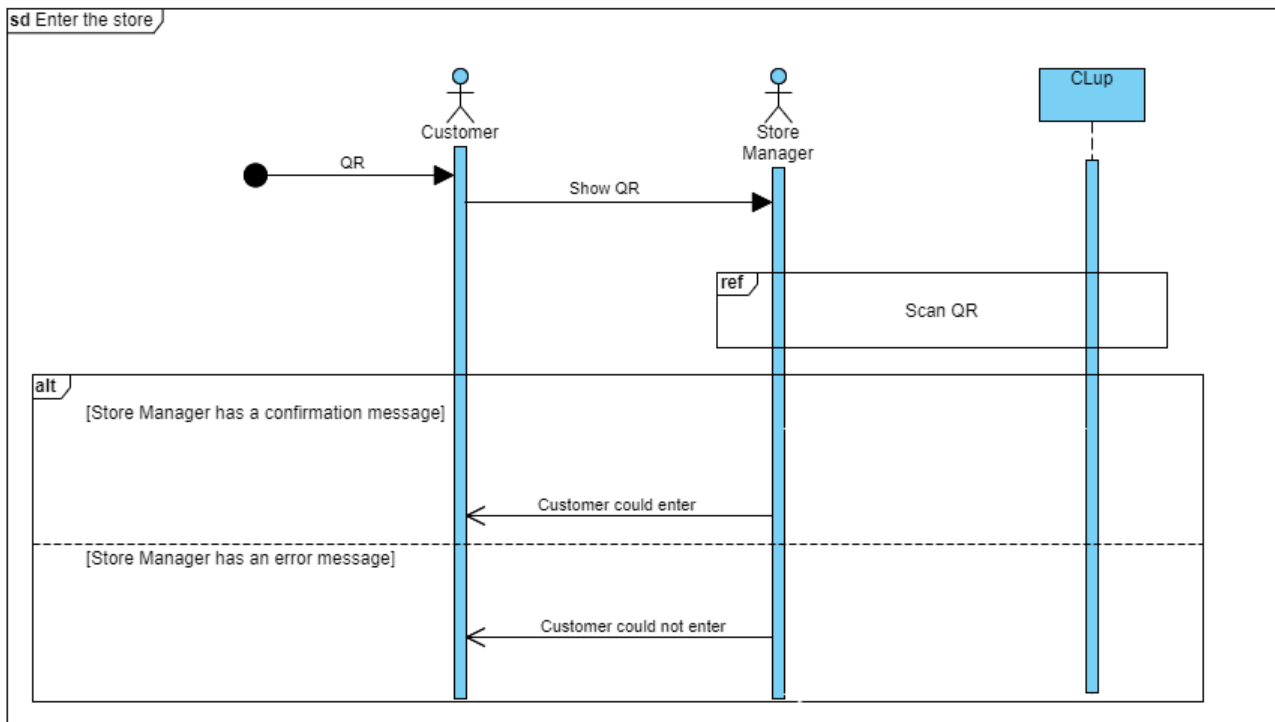 sd Enter the store
Customer
Store
Manager
CLup
QR
Show QR
ref
Scan QR
alt
[Store Manager has a confirmation message]
Customer could enter
[Store Manager has an error message]
Customer could not enter